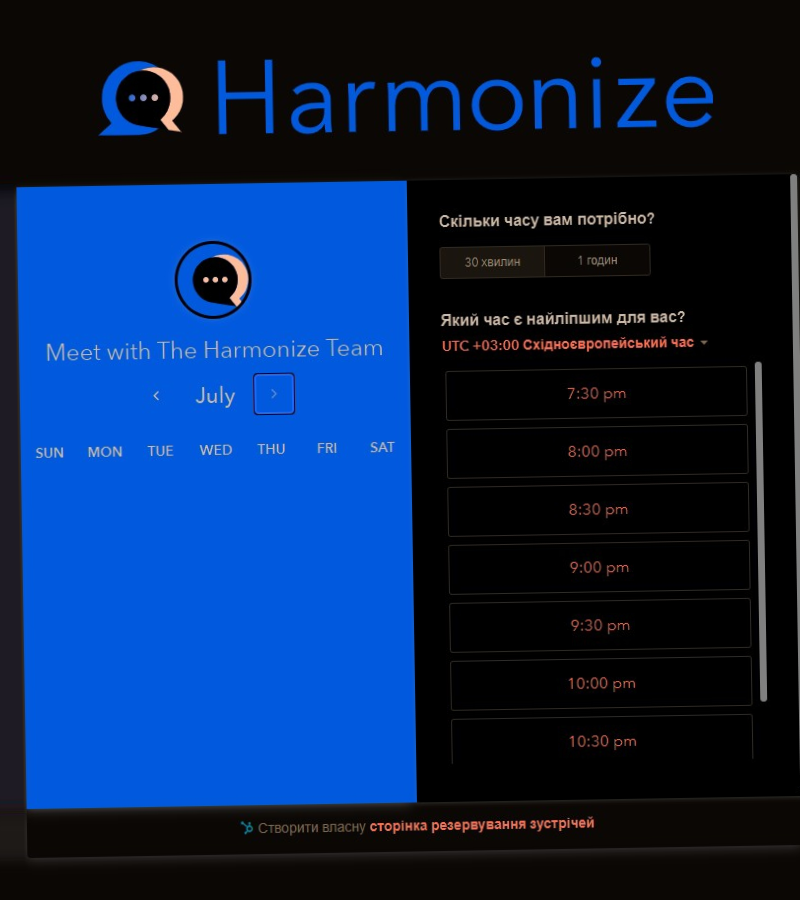 Harmonize
Meet with The Harmonize Team
July
SUN MON TUE WED THU FRI SAT
Скільки часу вам потрібно?
30 хвилин 1 годин
Який час є найліпшим для вас?
UTC +03:00 Східноєвропейський час
7:30 pm
8:00 pm
8:30 pm
9:00 pm
9:30 pm
10:00 pm
10:30 pm
Створити власну сторінка резервування зустрічей